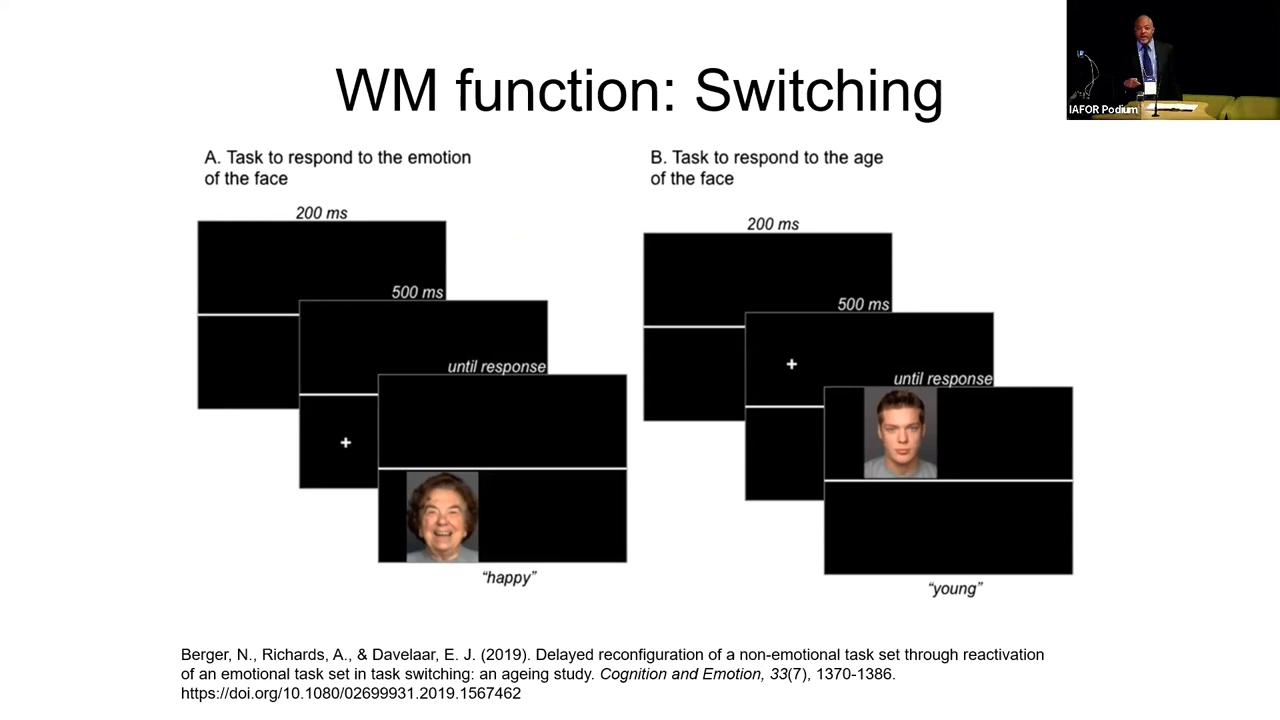 WM function: Switching
IAFOR Podium
A. Task to respond to the emotion
of the face
200 ms
500 ms
until response
+
"happy"
B. Task to respond to the age
of the face
200 ms
500 ms
+
until response
"young"
Berger, N., Richards, A., & Davelaar, E. J. (2019). Delayed reconfiguration of a non-emotional task set through reactivation
of an emotional task set in task switching: an ageing study. Cognition and Emotion, 33(7), 1370-1386.
https://doi.org/10.1080/02699931.2019.1567462